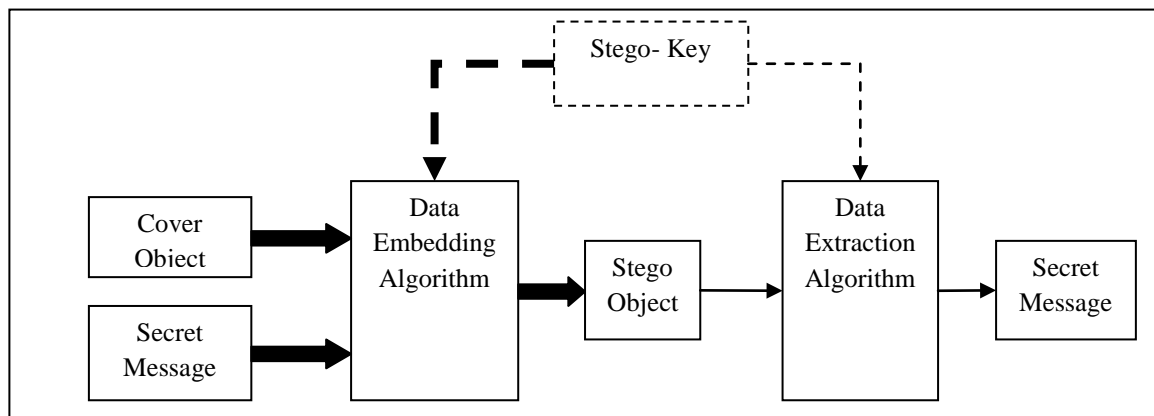 Stego- Key
Cover
Obiect
Secret
Message
Data
Embedding
Algorithm
Stego
Object
Data
Extraction
Algorithm
Secret
Message